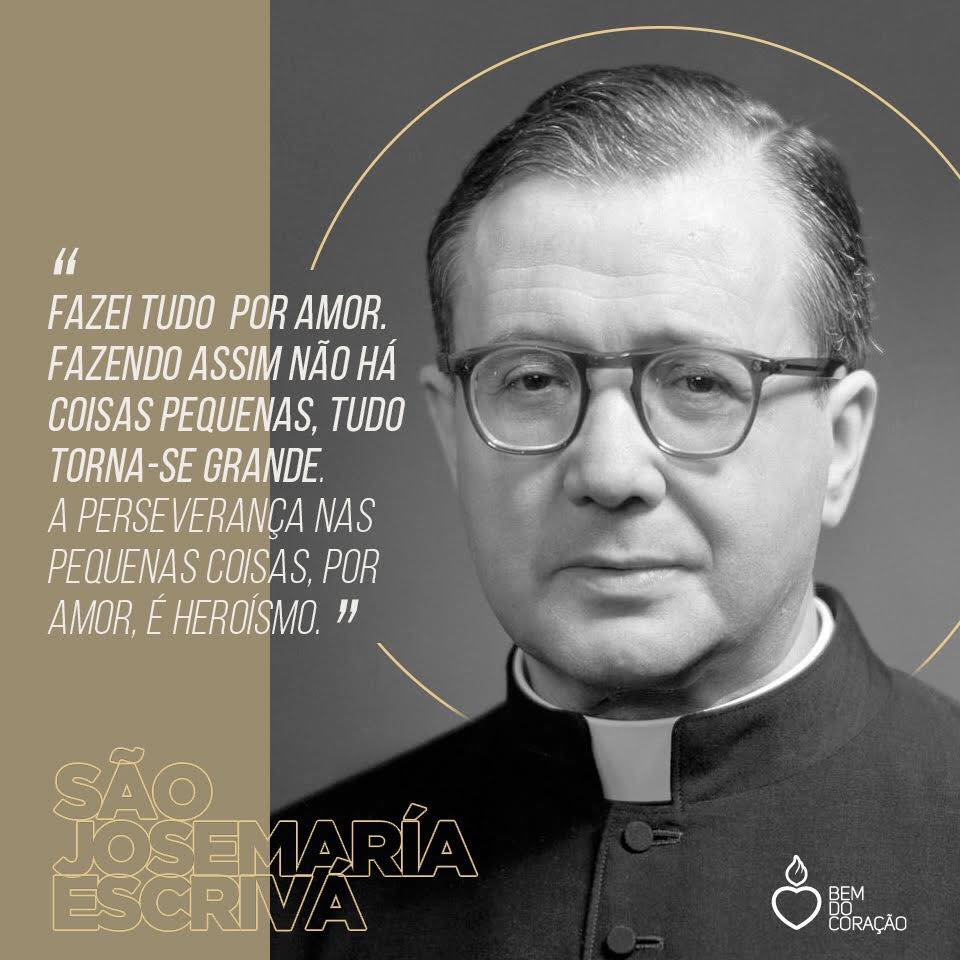 “
FAZEI TUDO POR AMOR.
FAZENDO ASSIM NÃO HÁ
COISAS PEQUENAS, TUDO
TORNA-SE GRANDE.
A PERSEVERANÇA NAS
PEQUENAS COISAS, POR
AMOR, É HEROÍSMO. ”
SÃO
JOSEMARÍA
ESCRIVÁ
BEM
DO
CORAÇÃO